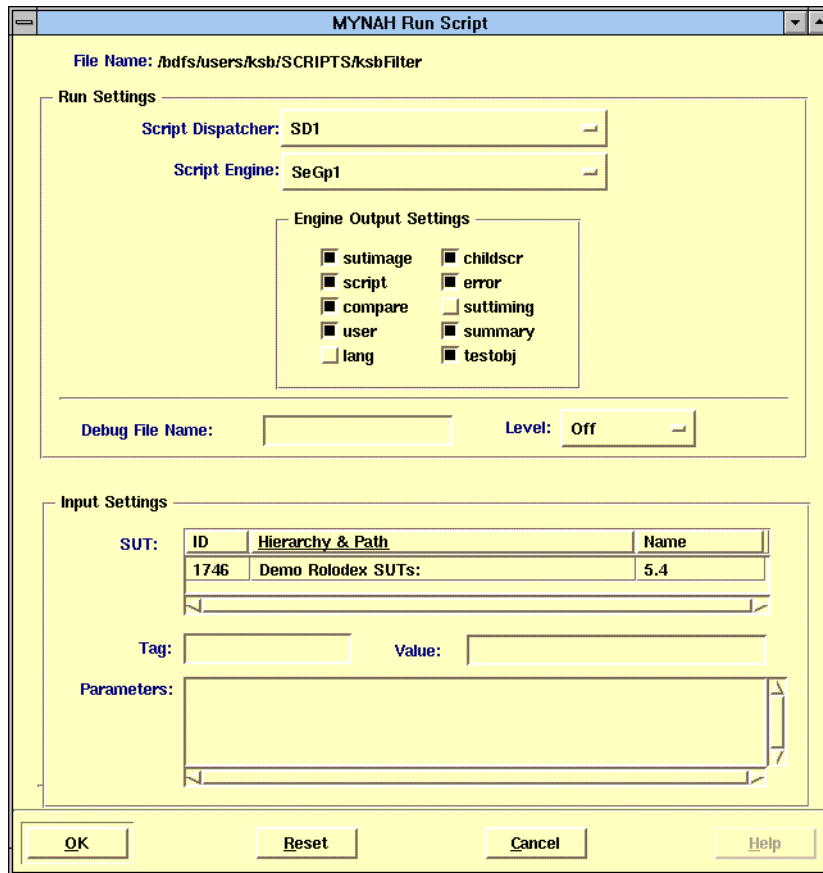 MYNAH Run Script
File Name: /bdfs/users/ksb/SCRIPTS/ksbFilter
Run Settings
Script Dispatcher: SD1
Script Engine: SeGp1
Engine Output Settings
sutimage childscr
script error
compare suttiming
user summary
lang testobj
Debug File Name: Level: Off
Input Settings
SUT: ID Hierarchy & Path Name
1746 Demo Rolodex SUTs: 5.4
Tag: Value:
Parameters:
OK Reset Cancel Help